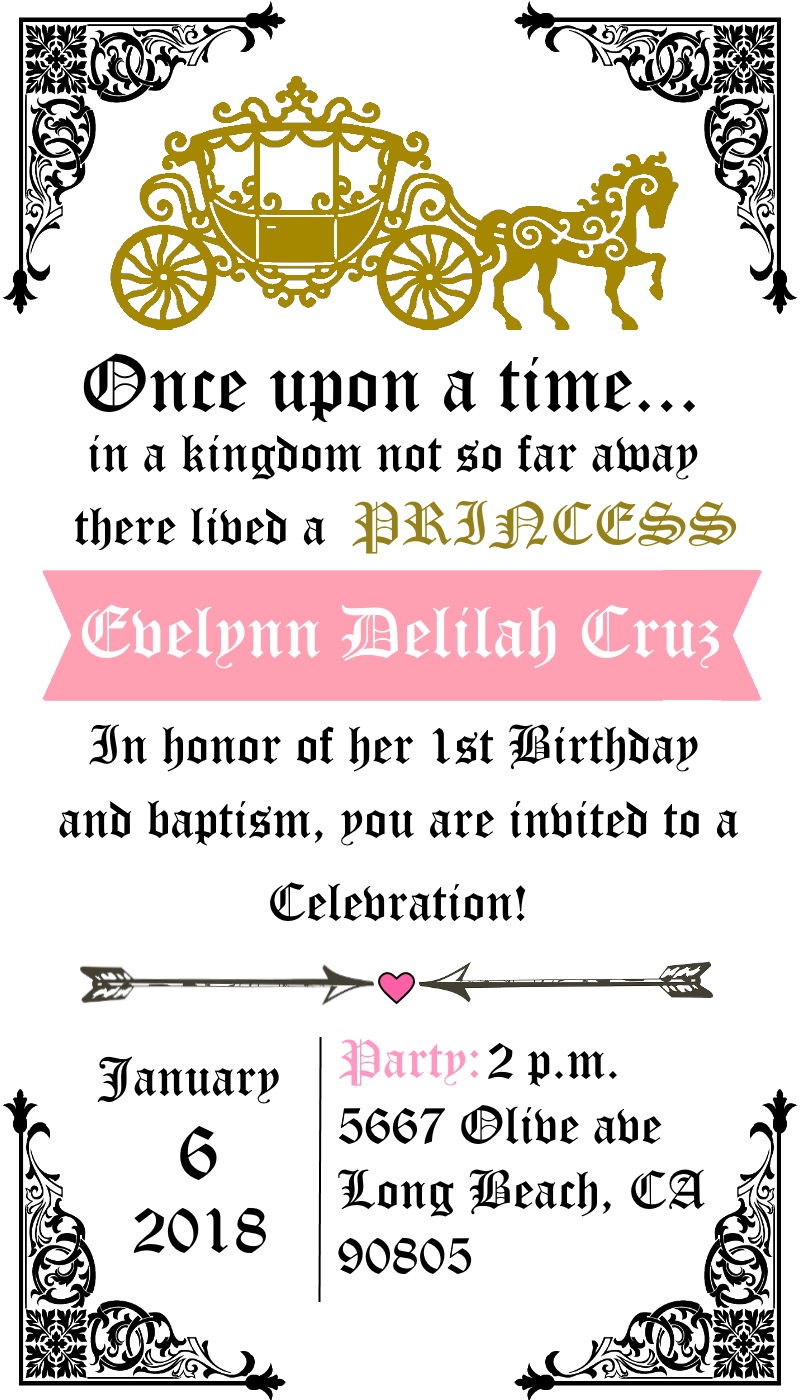 Once upon a time...
in a kingdom not so far away
there lived a PRINCESS
Evelynn Delilah Cruz
In honor of her 1st Birthday
and baptism, you are invited to a
Celevration!
January
6
2018
Party: 2 p.m.
5667 Olive ave
Long Beach, CA
90805